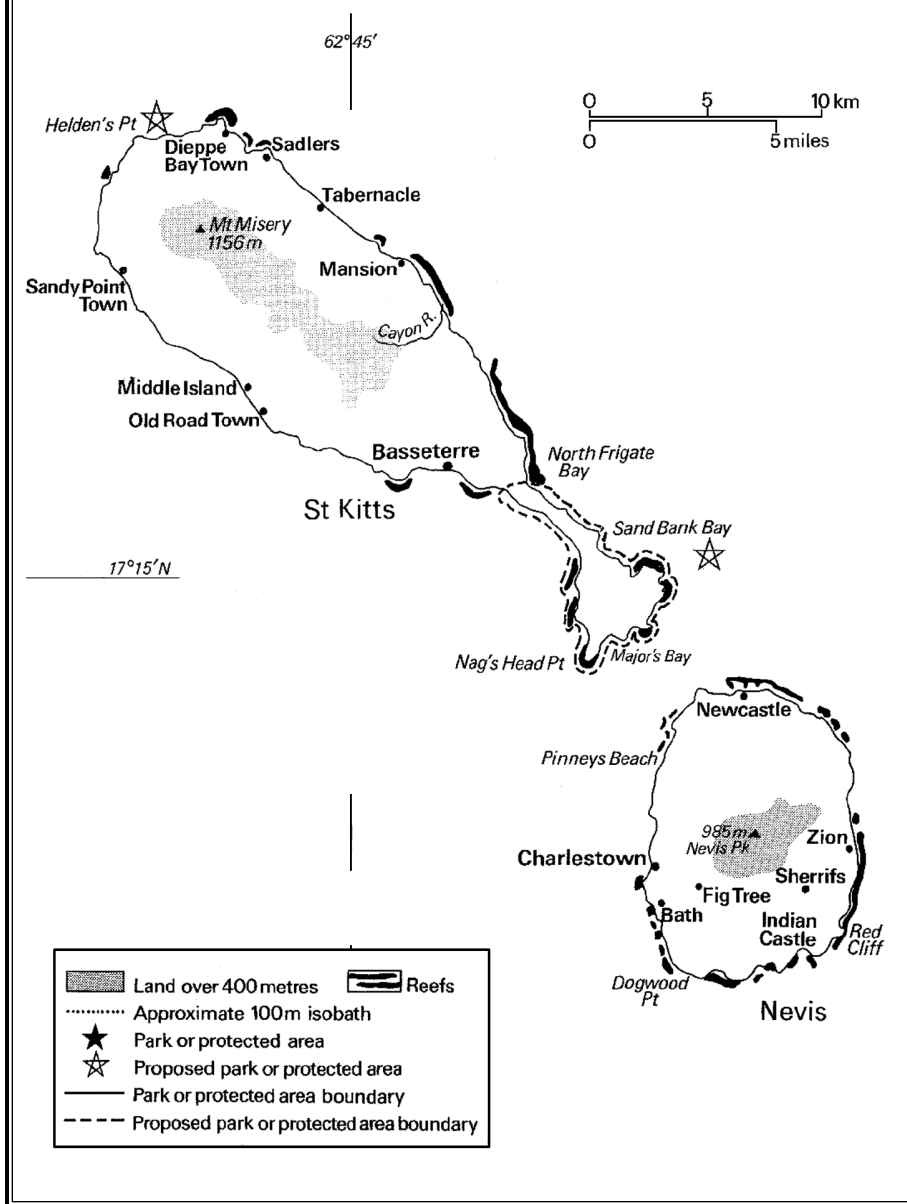 62°45′
0 5 10 km
0 5 miles
Helden's Pt
Dieppe
Bay Town
Sadlers
Tabernacle
Mt Misery
1156 m
Mansion
Sandy Point
Town
Cayon R.
Middle Island
Old Road Town
Basseterre
North Frigate
Bay
St Kitts
Sand Bank Bay
17°15′N
Nag's Head Pt
Major's Bay
Newcastle
Pinneys Beach
985 m
Nevis Pk
Zion
Charlestown
Sherrifs
Fig Tree
Bath
Indian
Castle
Red
Cliff
Dogwood
Pt
Nevis
Land over 400 metres
Reefs
Approximate 100m isobath
Park or protected area
Proposed park or protected area
Park or protected area boundary
Proposed park or protected area boundary